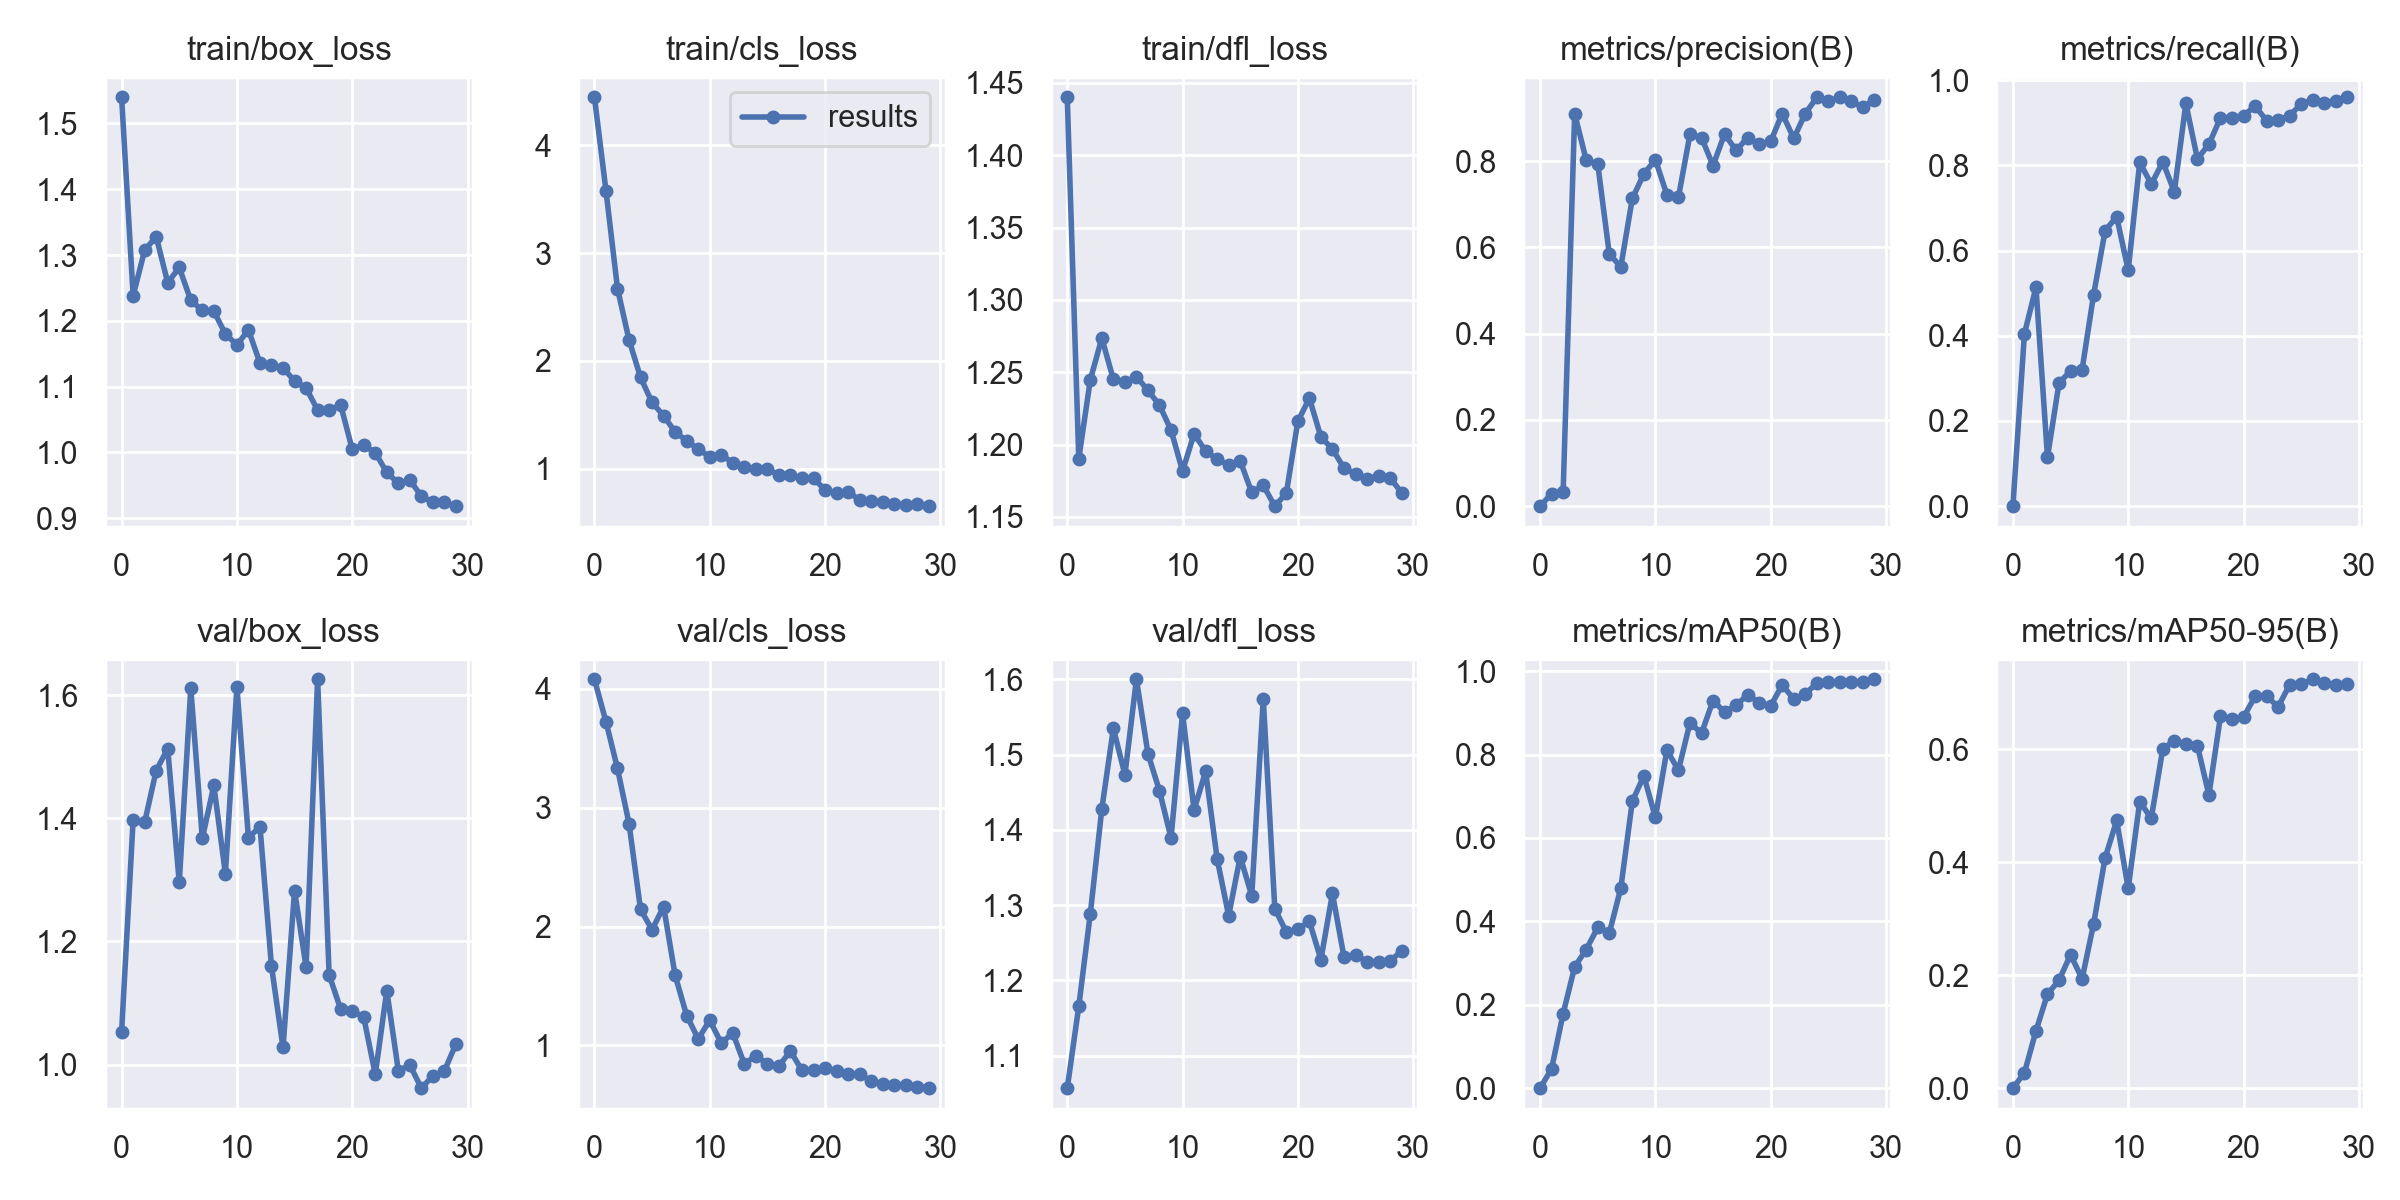 train/box_loss
train/cls_loss
train/dfl_loss
metrics/precision(B)
metrics/recall(B)
results
1.5
1.4
1.3
1.2
1.1
1.0
0.9
0 10 20 30
4
3
2
1
0 10 20 30
1.45
1.40
1.35
1.30
1.25
1.20
1.15
0 10 20 30
0.8
0.6
0.4
0.2
0.0
0 10 20 30
1.0
0.8
0.6
0.4
0.2
0.0
0 10 20 30
val/box_loss
val/cls_loss
val/dfl_loss
metrics/mAP50(B)
metrics/mAP50-95(B)
1.6
1.4
1.2
1.0
0 10 20 30
4
3
2
1
0 10 20 30
1.6
1.5
1.4
1.3
1.2
1.1
0 10 20 30
1.0
0.8
0.6
0.4
0.2
0.0
0 10 20 30
0.6
0.4
0.2
0.0
0 10 20 30